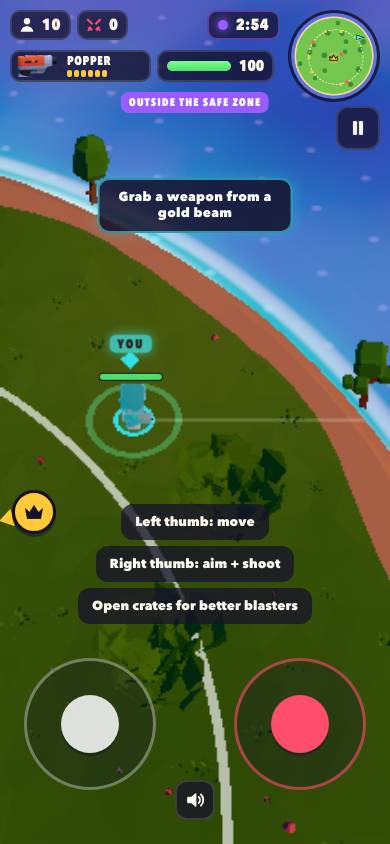 10
0
2:54
POPPER
100
OUTSIDE THE SAFE ZONE
Grab a weapon from a
gold beam
YOU
Left thumb: move
Right thumb: aim + shoot
Open crates for better blasters